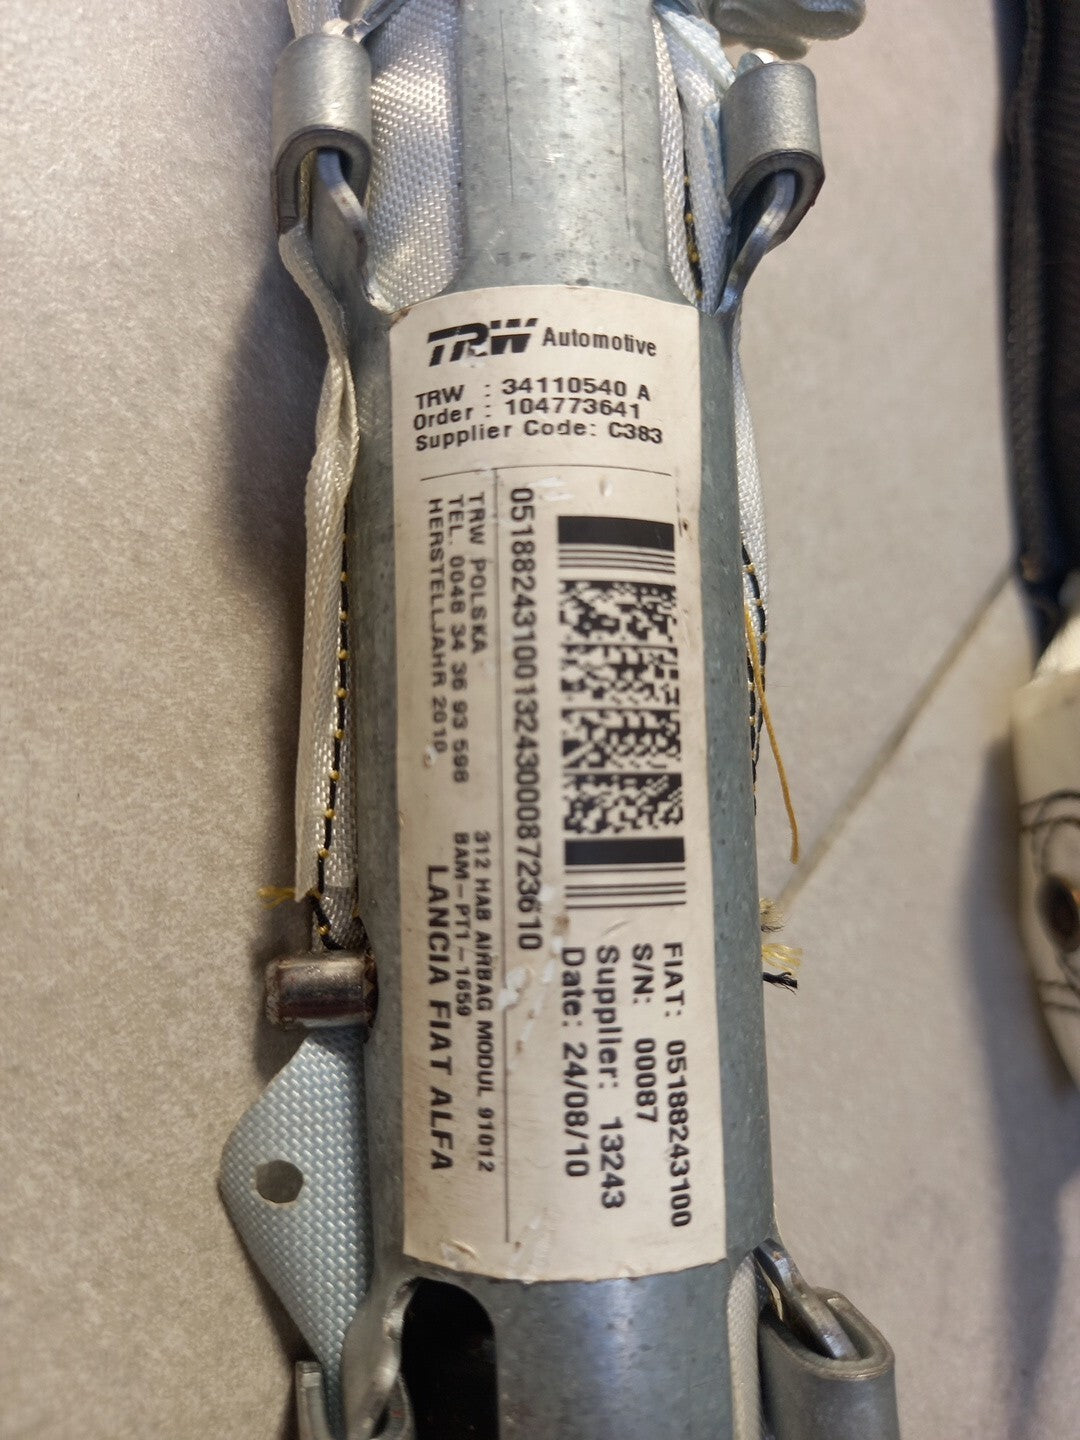 TRW Automotive
TRW : 34110540 A
Order : 104773641
Supplier Code: C383
FIAT: 05188243100
S/N: 00087
Supplier: 13243
Date: 24/08/10
05188243100132430008723610
TRW POLSKA
TEL. 0048 34 36 93 598
HERSTELLJAHR 2010
312 HAB AIRBAG MODUL 91012
BAM-PT1-1659
LANCIA FIAT ALFA